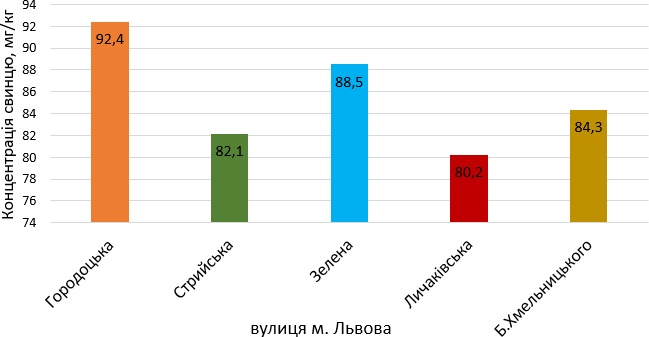 Концентрація свинцю, мг/кг
94
92
90
88
86
84
82
80
78
76
74
92,4
82,1
88,5
80,2
84,3
Городоцька
Стрийська
Зелена
Личаківська
Б.Хмельницького
вулиця м. Львова